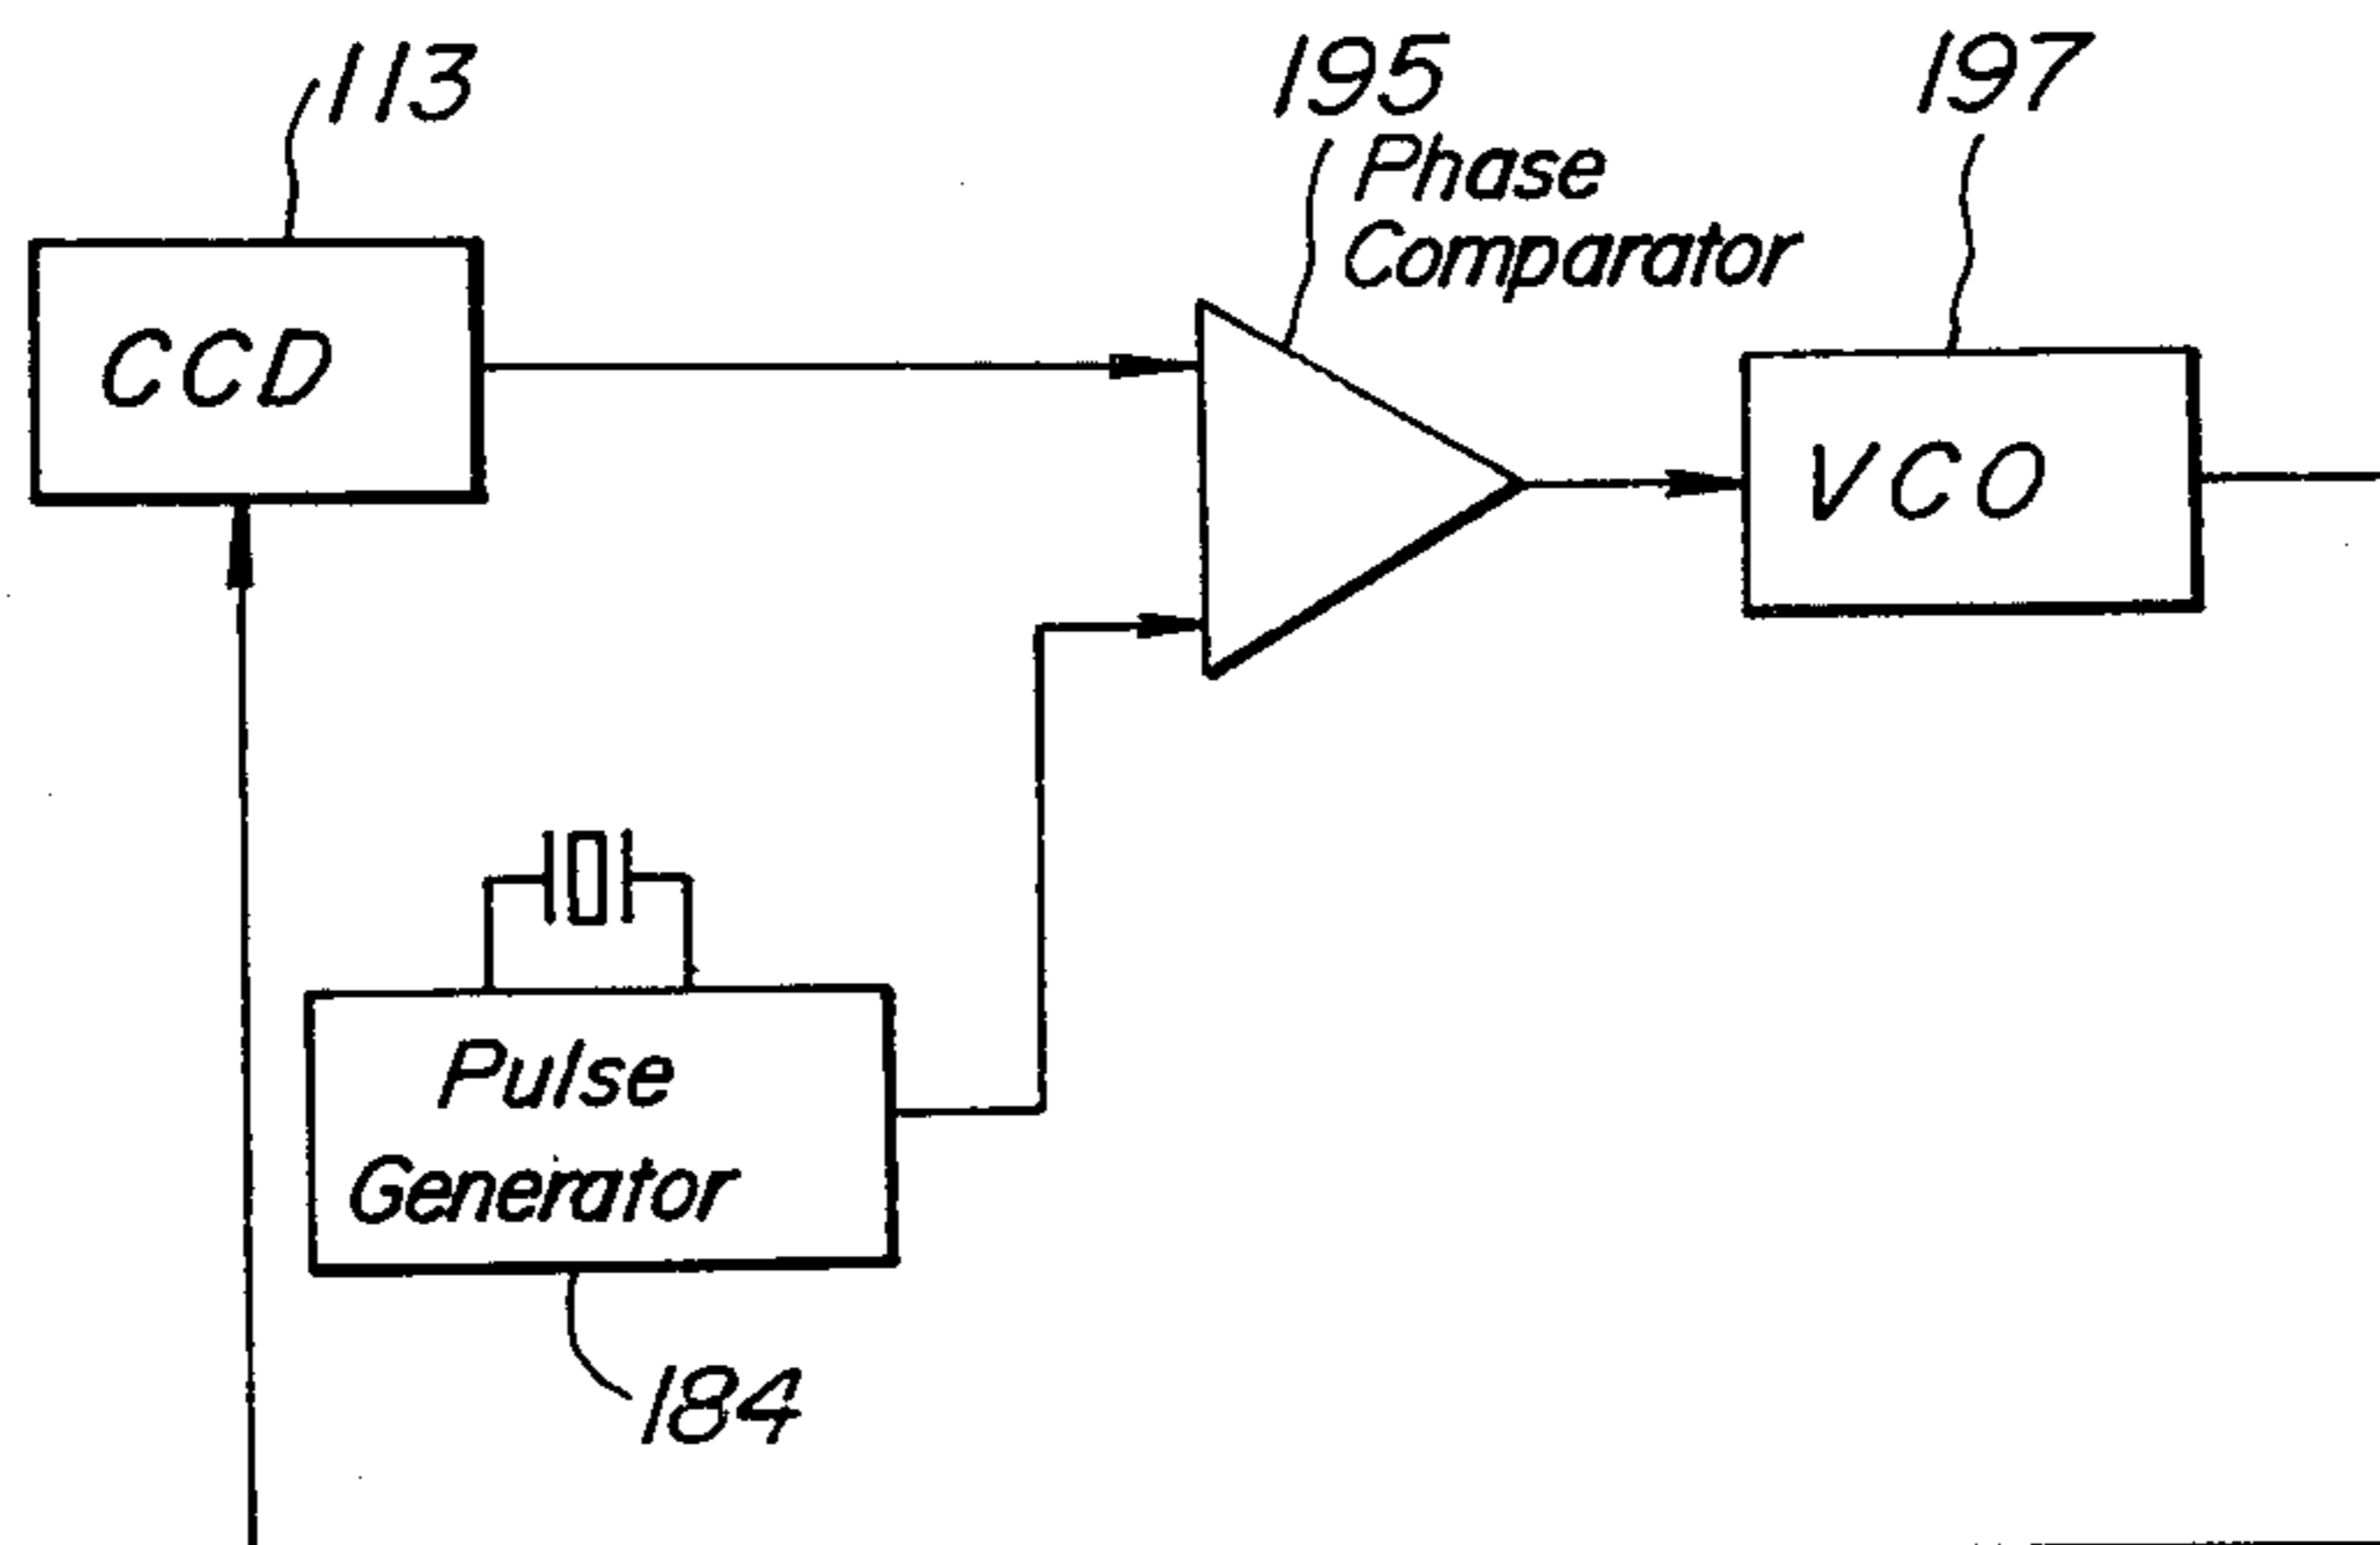 113
195
197
Phase
Comparator
CCD
VCO
Pulse
Generator
184